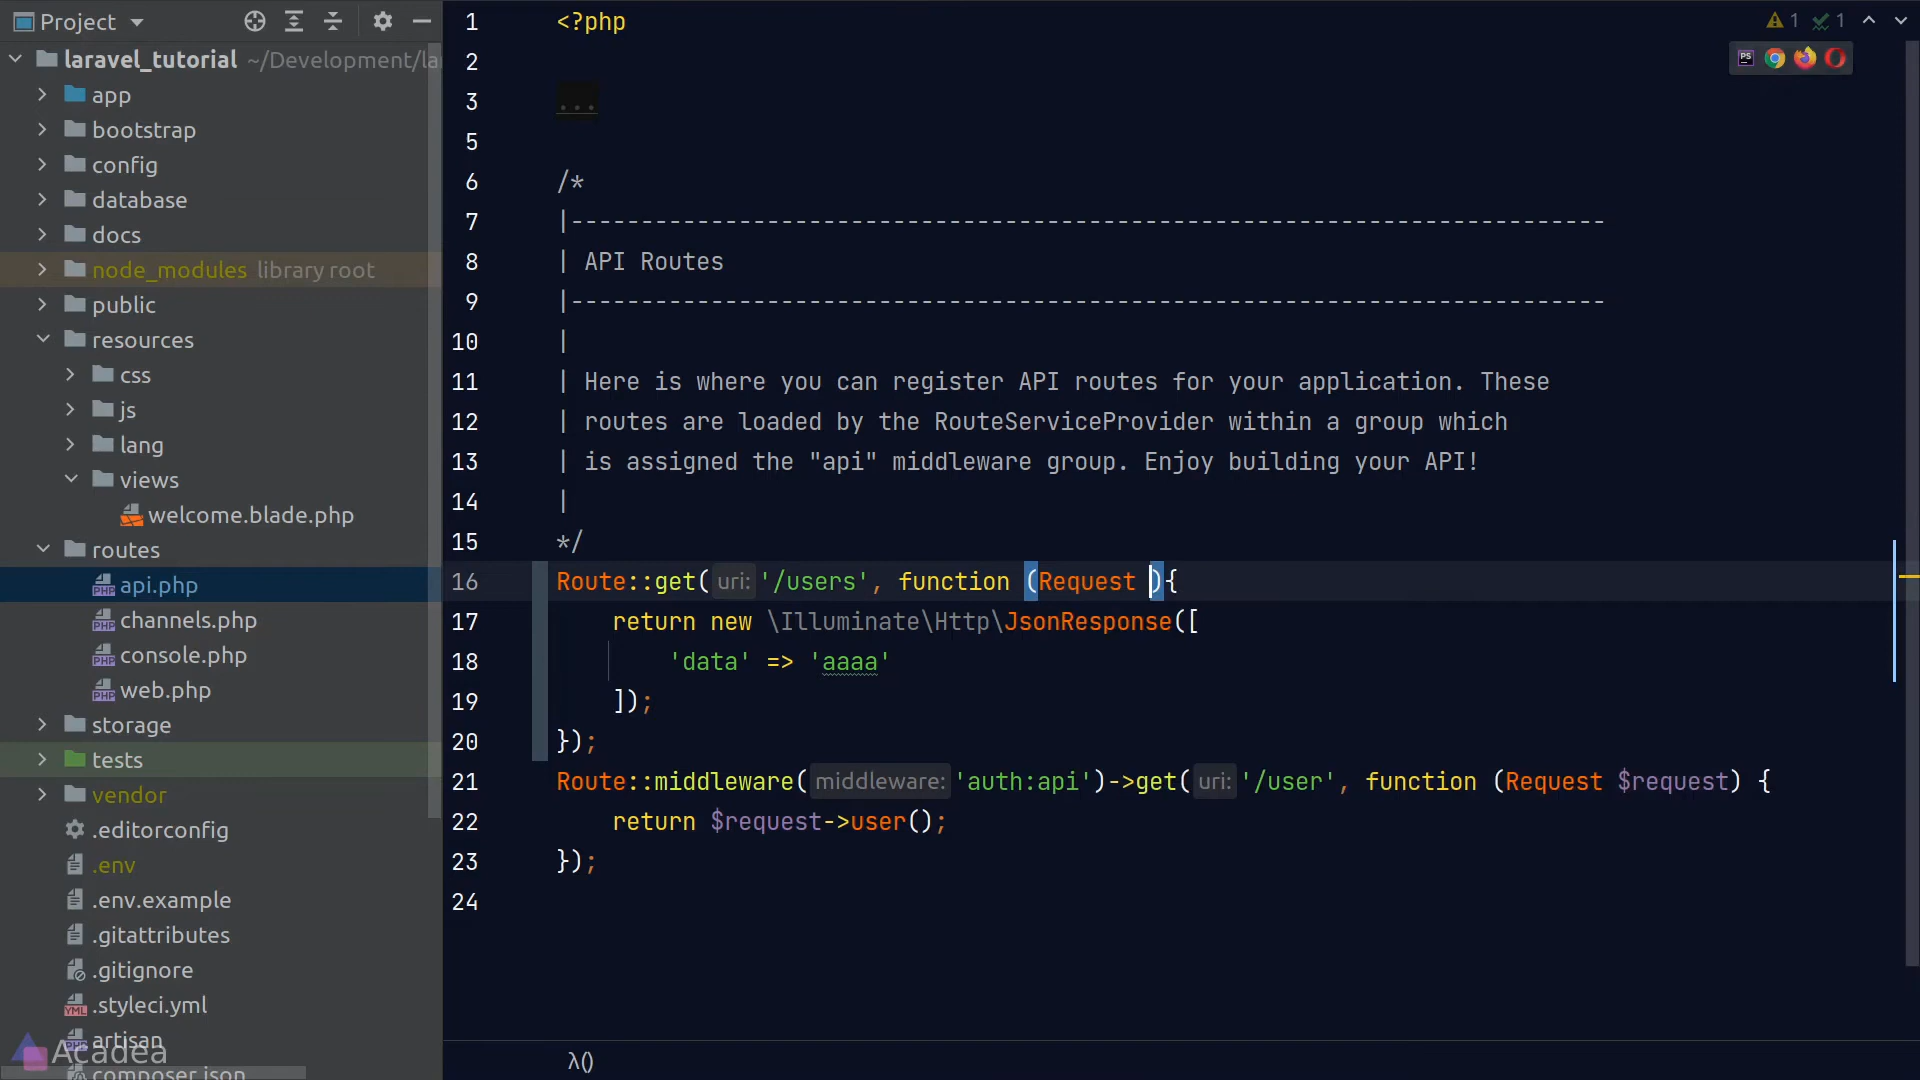 Project
laravel_tutorial ~/Development/la
app
bootstrap
config
database
docs
node_modules library root
public
resources
css
js
lang
views
welcome.blade.php
routes
api.php
channels.php
console.php
web.php
storage
tests
vendor
.editorconfig
.env
.env.example
.gitattributes
.gitignore
.styleci.yml
artisan
Acadea
composer.json
1 <?php
2
3 ...
5
6 /*
7 |--------------------------------------------------------------------------
8 | API Routes
9 |--------------------------------------------------------------------------
10 |
11 | Here is where you can register API routes for your application. These
12 | routes are loaded by the RouteServiceProvider within a group which
13 | is assigned the "api" middleware group. Enjoy building your API!
14 |
15 */
16 Route::get( uri: '/users', function (Request ){
17 return new \Illuminate\Http\JsonResponse([
18 'data' => 'aaaa'
19 ]);
20 });
21 Route::middleware( middleware: 'auth:api')->get( uri: '/user', function (Request $request) {
22 return $request->user();
23 });
24
1 1
PS
λ()